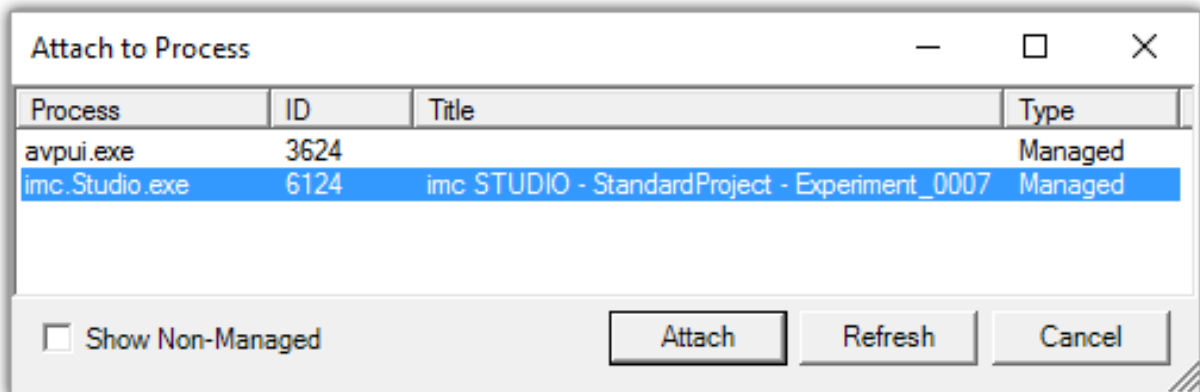 Attach to Process
Process ID Title Type
avpui.exe 3624 Managed
imc.Studio.exe 6124 imc STUDIO - StandardProject - Experiment_0007 Managed
Show Non-Managed Attach Refresh Cancel